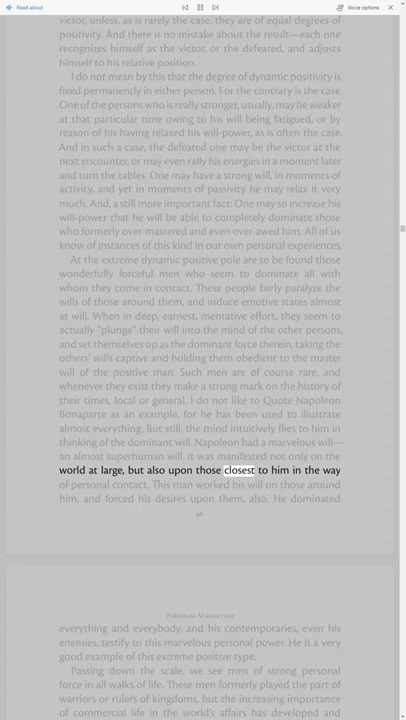 Read aloud
Voice options
victor, unless, as is rarely the case, they are of equal degrees of
positivity. And there is no mistake about the result—each one
recognizes himself as the victor, or the defeated, and adjusts
himself to his relative position.
I do not mean by this that the degree of dynamic positivity is
fixed permanently in either person. For the contrary is the case.
One of the persons who is really stronger, usually, may be weaker
at that particular time owing to his will being fatigued, or by
reason of his having relaxed his will-power, as is often the case.
And in such a case, the defeated one may be the victor at the
next encounter, or may even rally his energies in a moment later
and turn the tables. One may have a strong will, in moments of
activity, and yet in moments of passivity he may relax it very
much. And, a still more important fact: One may so increase his
will-power that he will be able to completely dominate those
who formerly over-mastered and even over-awed him. All of us
know of instances of this kind in our own personal experiences.
At the extreme dynamic positive pole are to be found those
wonderfully forceful men who seem to dominate all with
whom they come in contact. These people fairly paralyze the
wills of those around them, and induce emotive states almost
at will. When in deep, earnest, mentative effort, they seem to
actually “plunge” their will into the mind of the other persons,
and set themselves up as the dominant force therein, taking the
others’ wills captive and holding them obedient to the master
will of the positive man. Such men are of course rare, and
whenever they exist they make a strong mark on the history of
their times, local or general. I do not like to Quote Napoleon
Bonaparte as an example, for he has been used to illustrate
almost everything. But still, the mind intuitively flies to him in
thinking of the dominant will. Napoleon had a marvelous will—
an almost superhuman will. It was manifested not only on the
world at large, but also upon those closest to him in the way
of personal contact. This man worked his will on those around
him, and forced his desires upon them, also. He dominated
Personal Magnetism
everything and everybody, and his contemporaries, even his
enemies, testify to this marvelous personal power. He is a very
good example of this extreme positive type.
Passing down the scale, we see men of strong personal
force in all walks of life. These men formerly played the part of
warriors or rulers of kingdoms, but the increasing importance
of commercial life in the world’s affairs has developed and